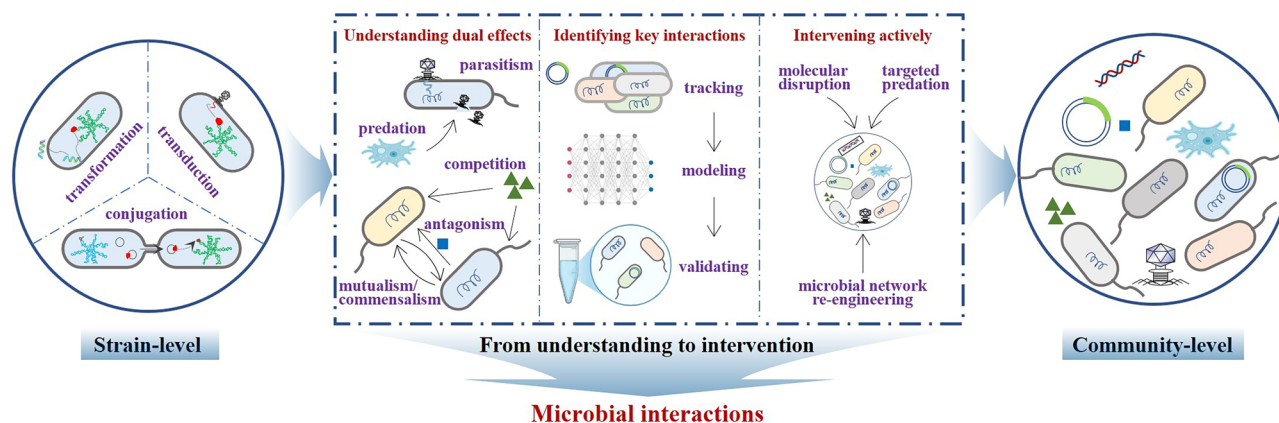 transformation
transduction
conjugation
Strain-level
Understanding dual effects
parasitism
predation
competition
antagonism
mutualism/
commensalism
Identifying key interactions
tracking
modeling
validating
Intervening actively
molecular
disruption
targeted
predation
microbial network
re-engineering
From understanding to intervention
Microbial interactions
Community-level